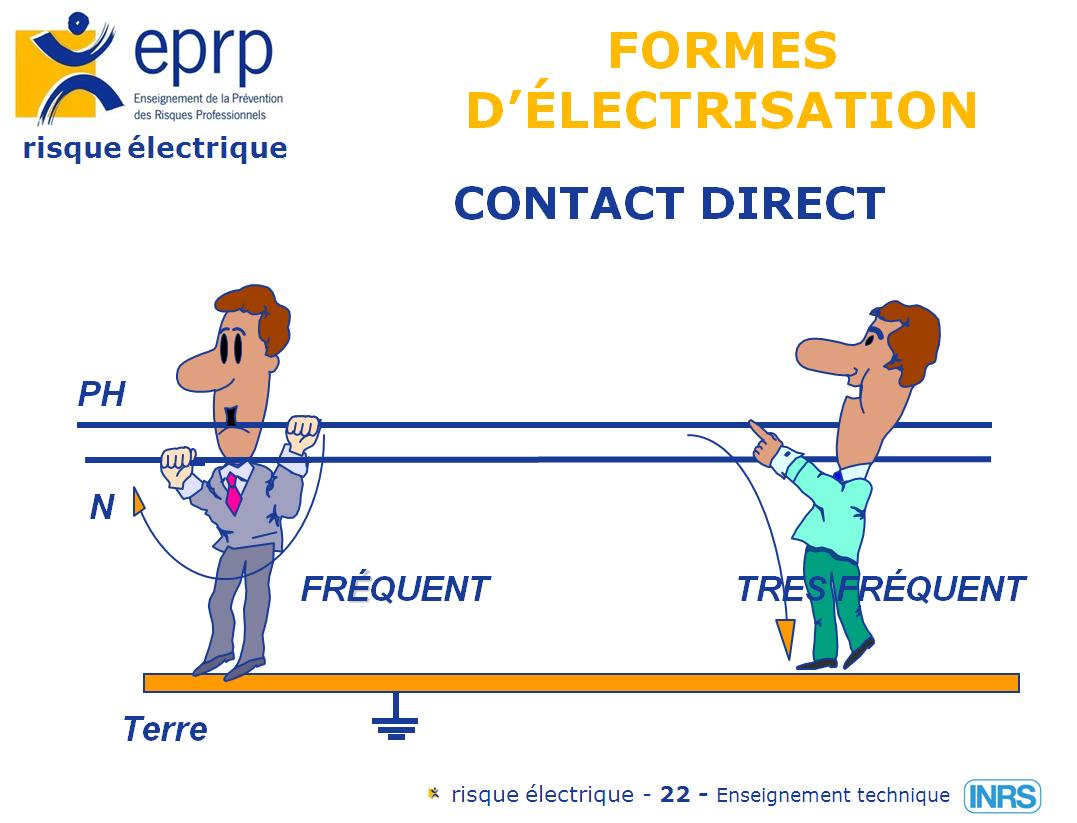 eprp
Enseignement de la Prévention
des Risques Professionnels
risque électrique
FORMES
D’ÉLECTRISATION
CONTACT DIRECT
PH
N
FRÉQUENT
TRES FRÉQUENT
Terre
risque électrique - 22 - Enseignement technique
INRS